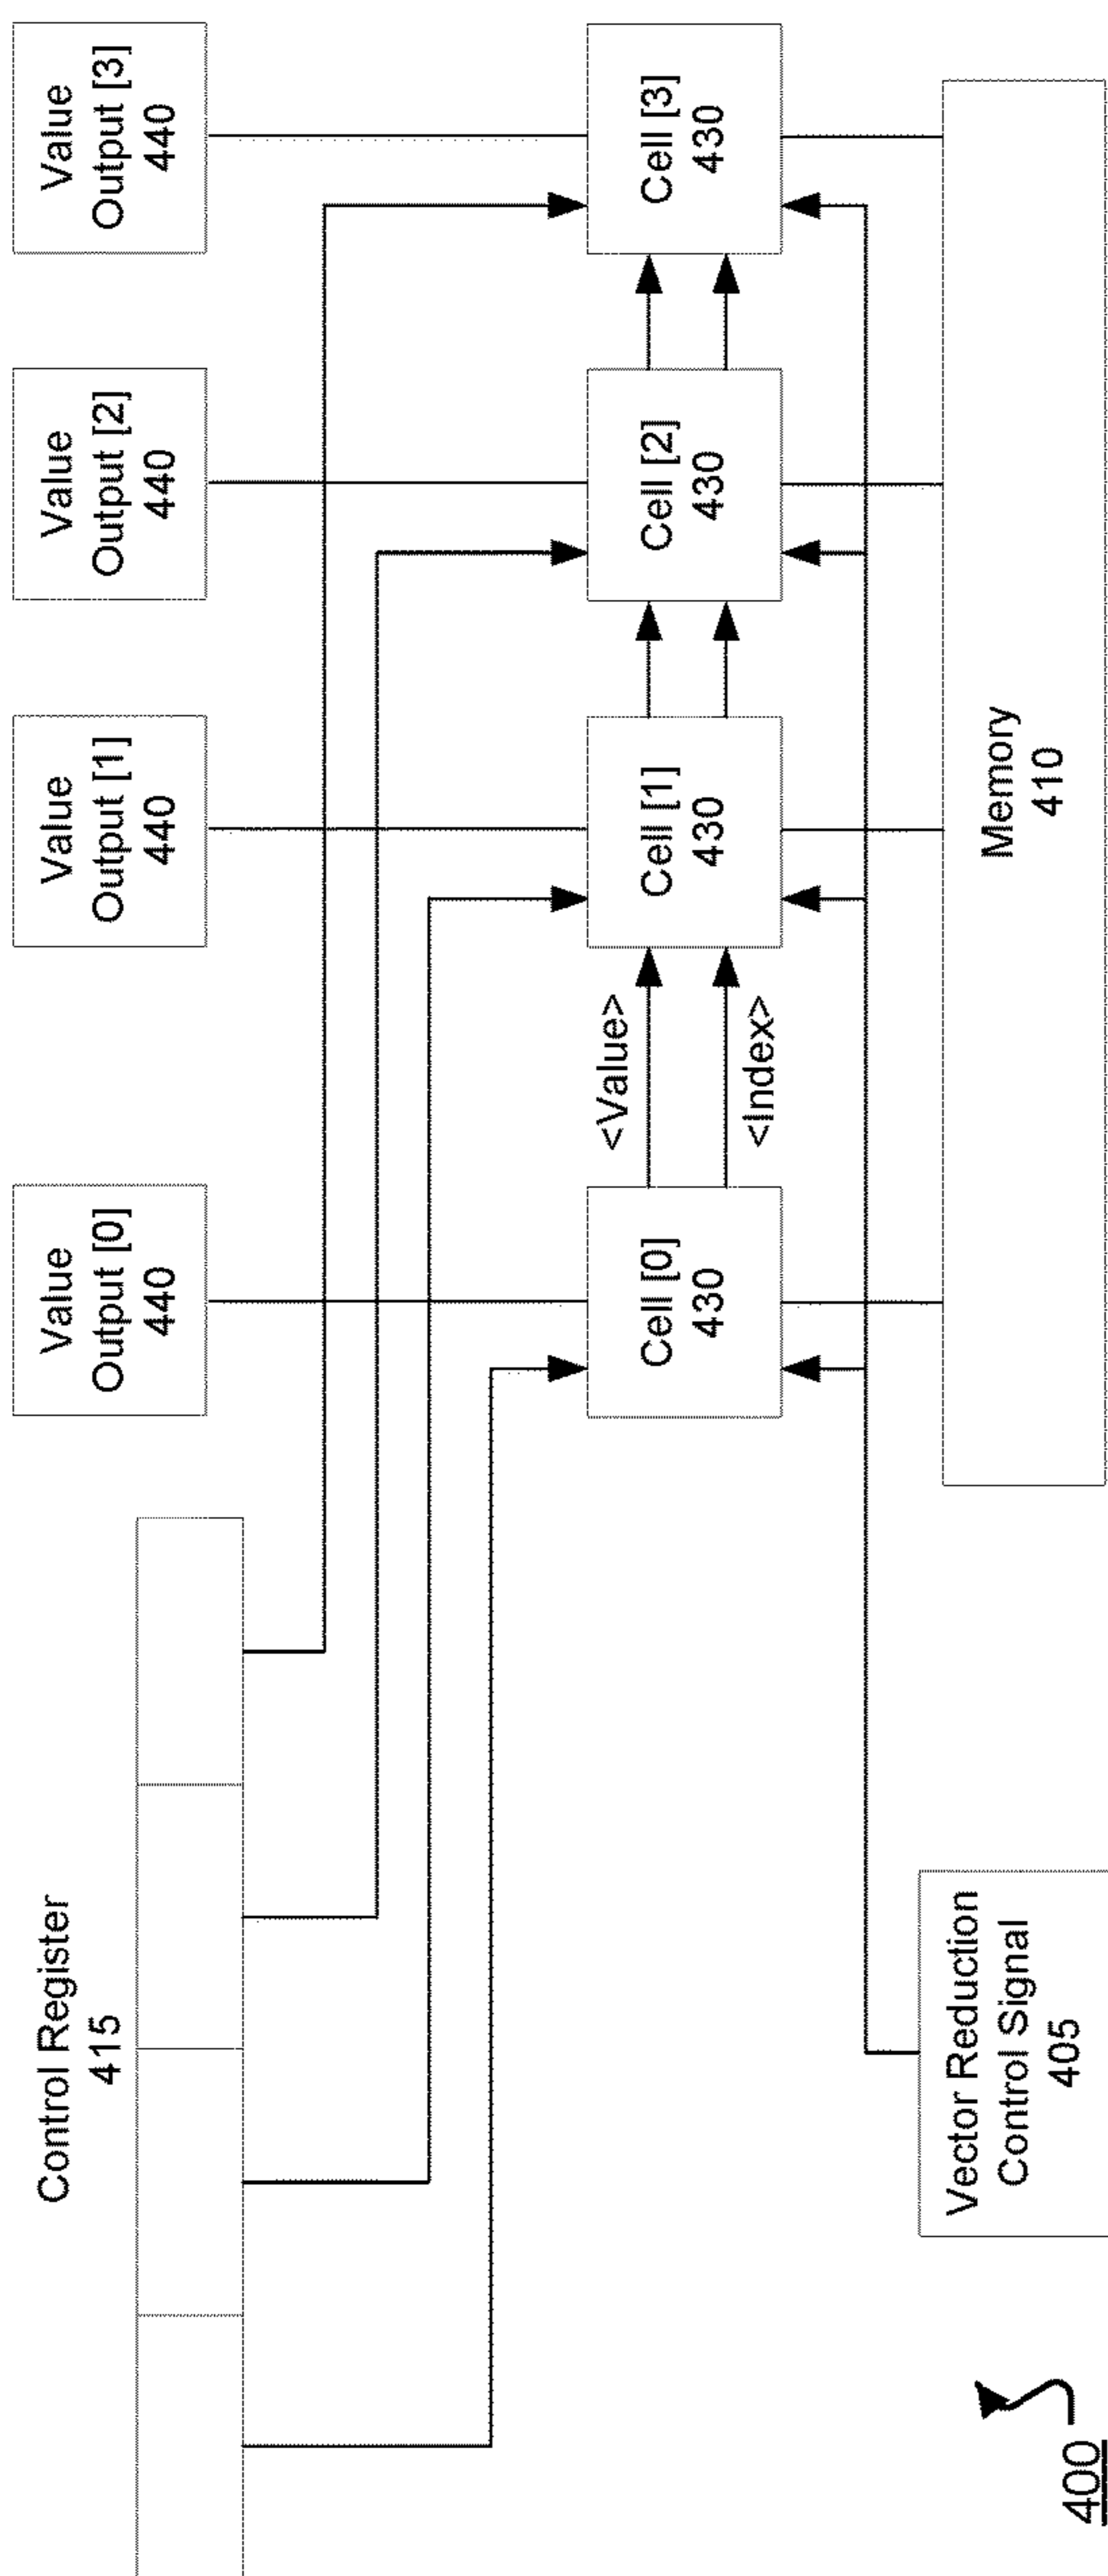 Control Register
415
Value
Output [0]
440
Value
Output [1]
440
Value
Output [2]
440
Value
Output [3]
440
<Value>
<Index>
Cell [0]
430
Cell [1]
430
Cell [2]
430
Cell [3]
430
Vector Reduction
Control Signal
405
Memory
410
400